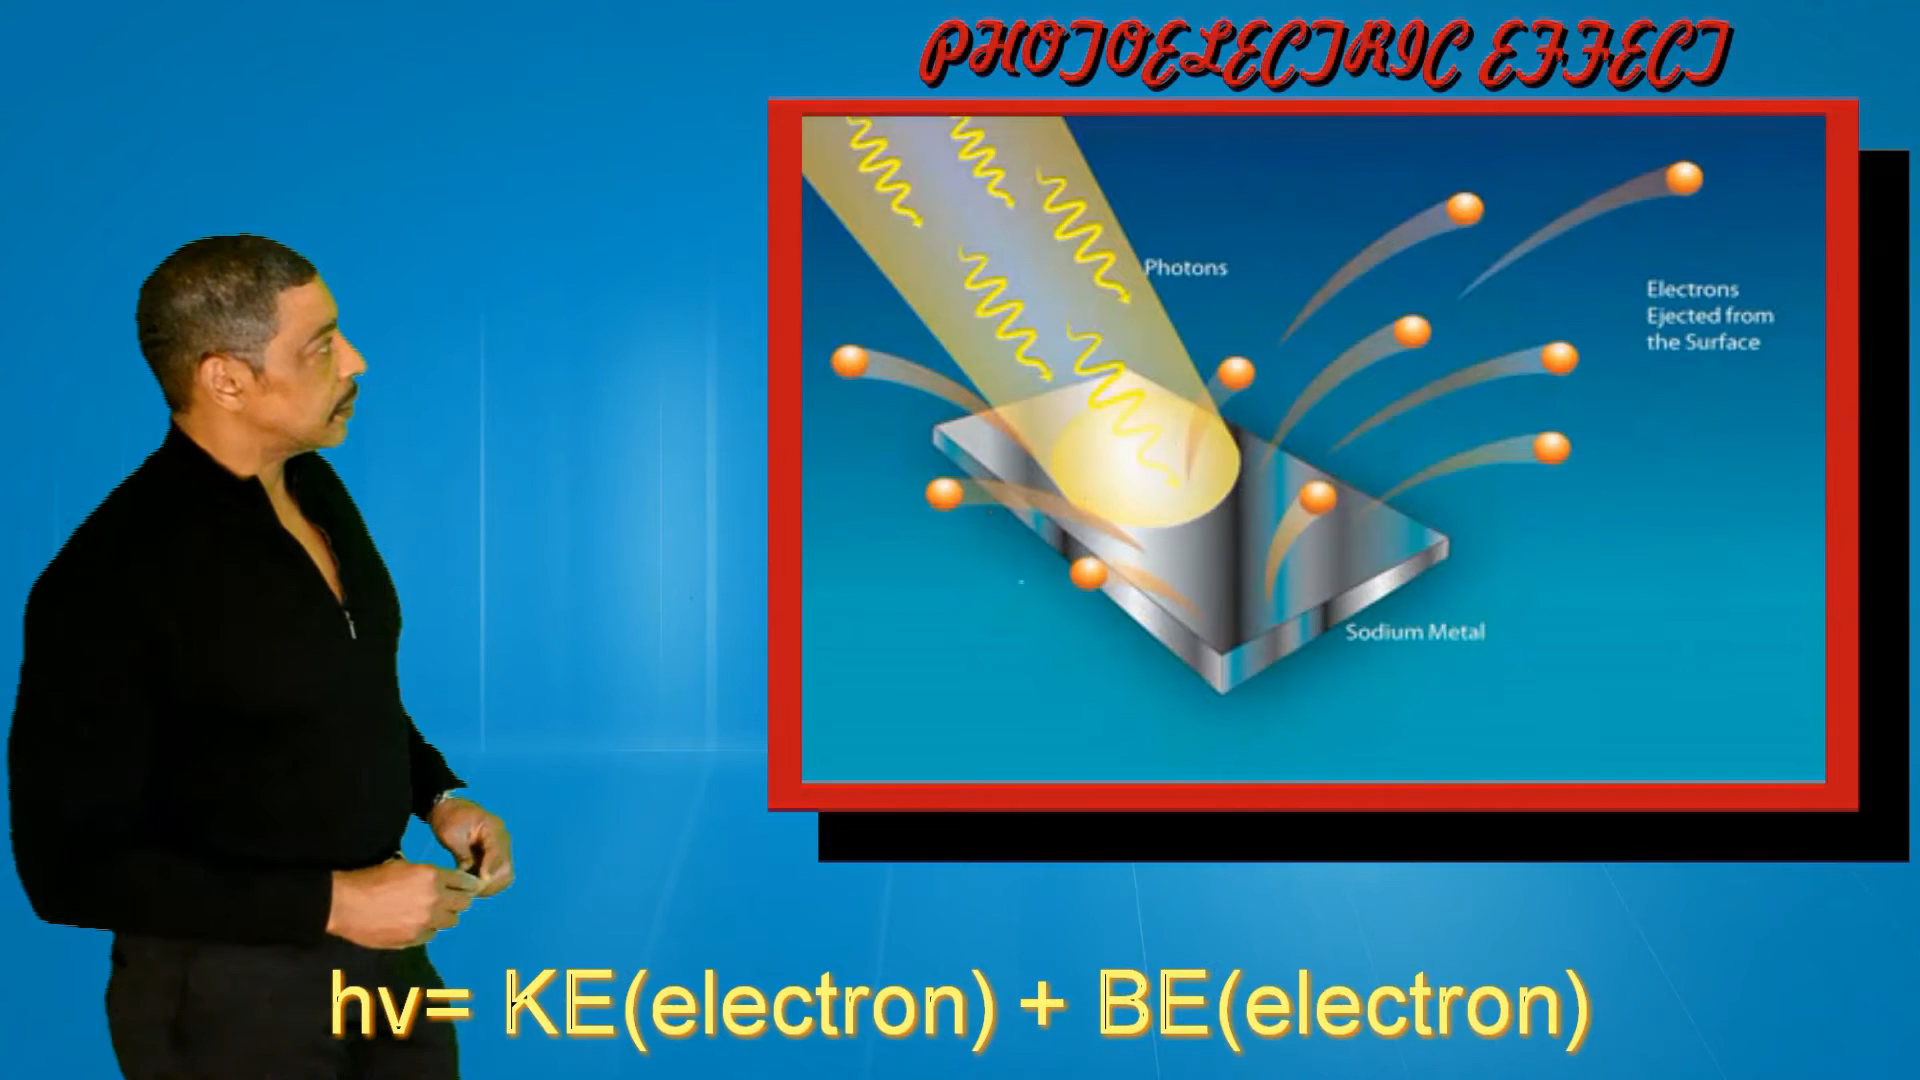 PHOTOELECTRIC EFFECT
Photons
Electrons
Ejected from
the Surface
Sodium Metal
hv= KE(electron) + BE(electron)